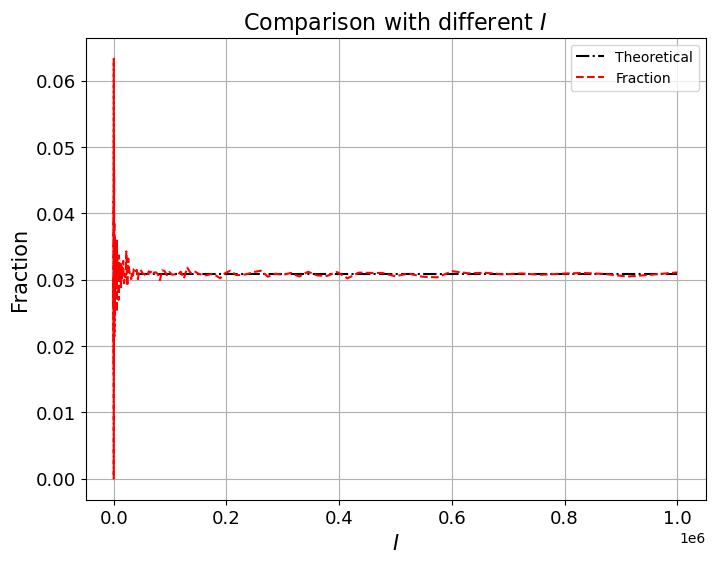 Comparison with different I
Theoretical
Fraction
Fraction
0.06
0.05
0.04
0.03
0.02
0.01
0.00
0.0 0.2 0.4 0.6 0.8 1.0
1e6
I